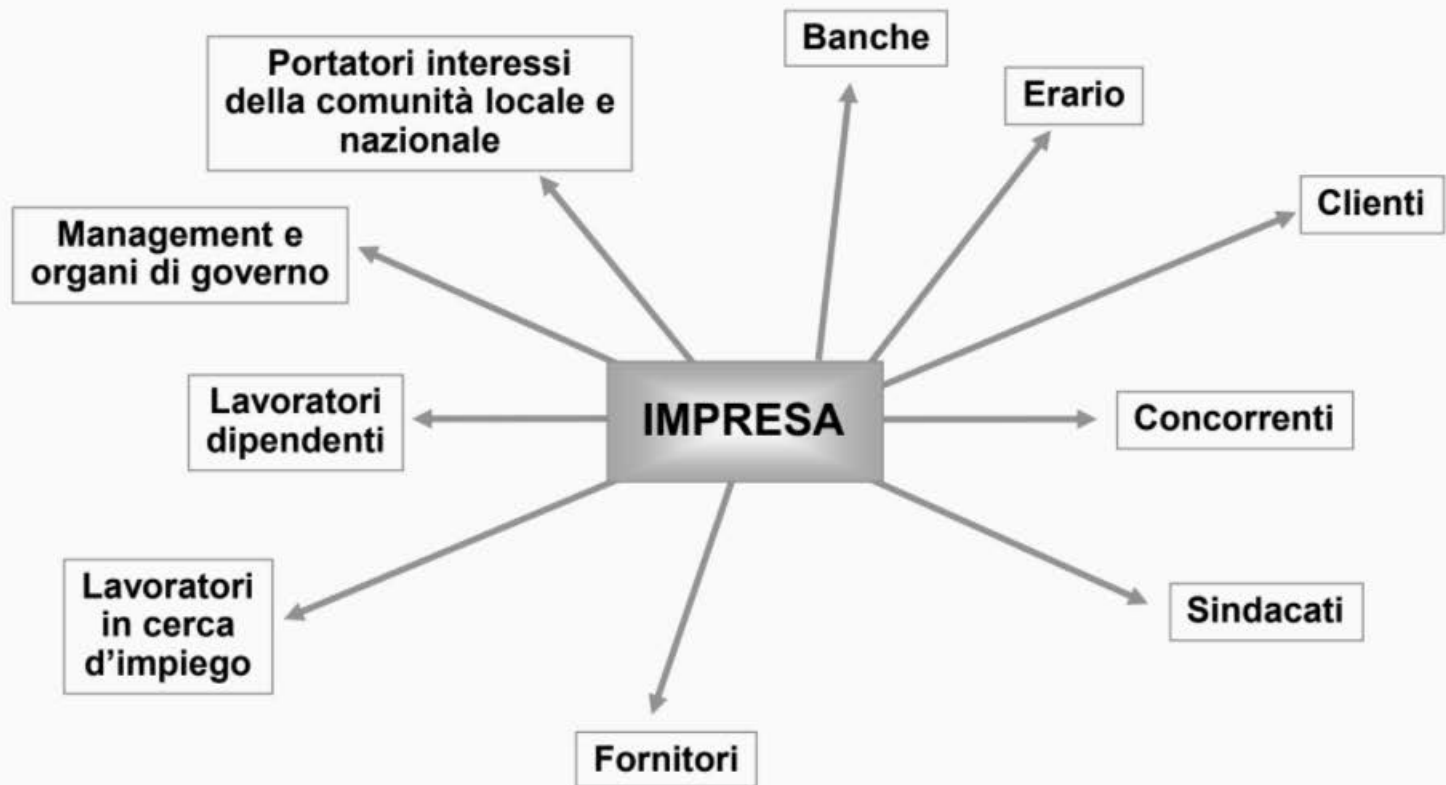 Banche
Portatori interessi
della comunità locale e
nazionale
Erario
Clienti
Management e
organi di governo
Lavoratori
dipendenti
IMPRESA
Concorrenti
Lavoratori
in cerca
d’impiego
Sindacati
Fornitori